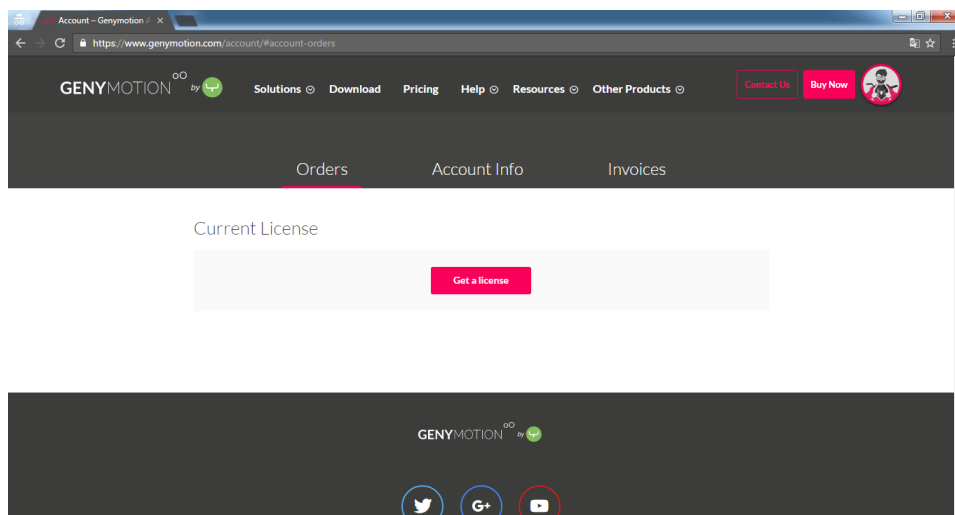 Account – Genymotion A
https://www.genymotion.com/account/#account-orders
GENYMOTION by
Solutions Download Pricing Help Resources Other Products
Contact Us Buy Now
Orders Account Info Invoices
Current License
Get a license
GENYMOTION by
G+